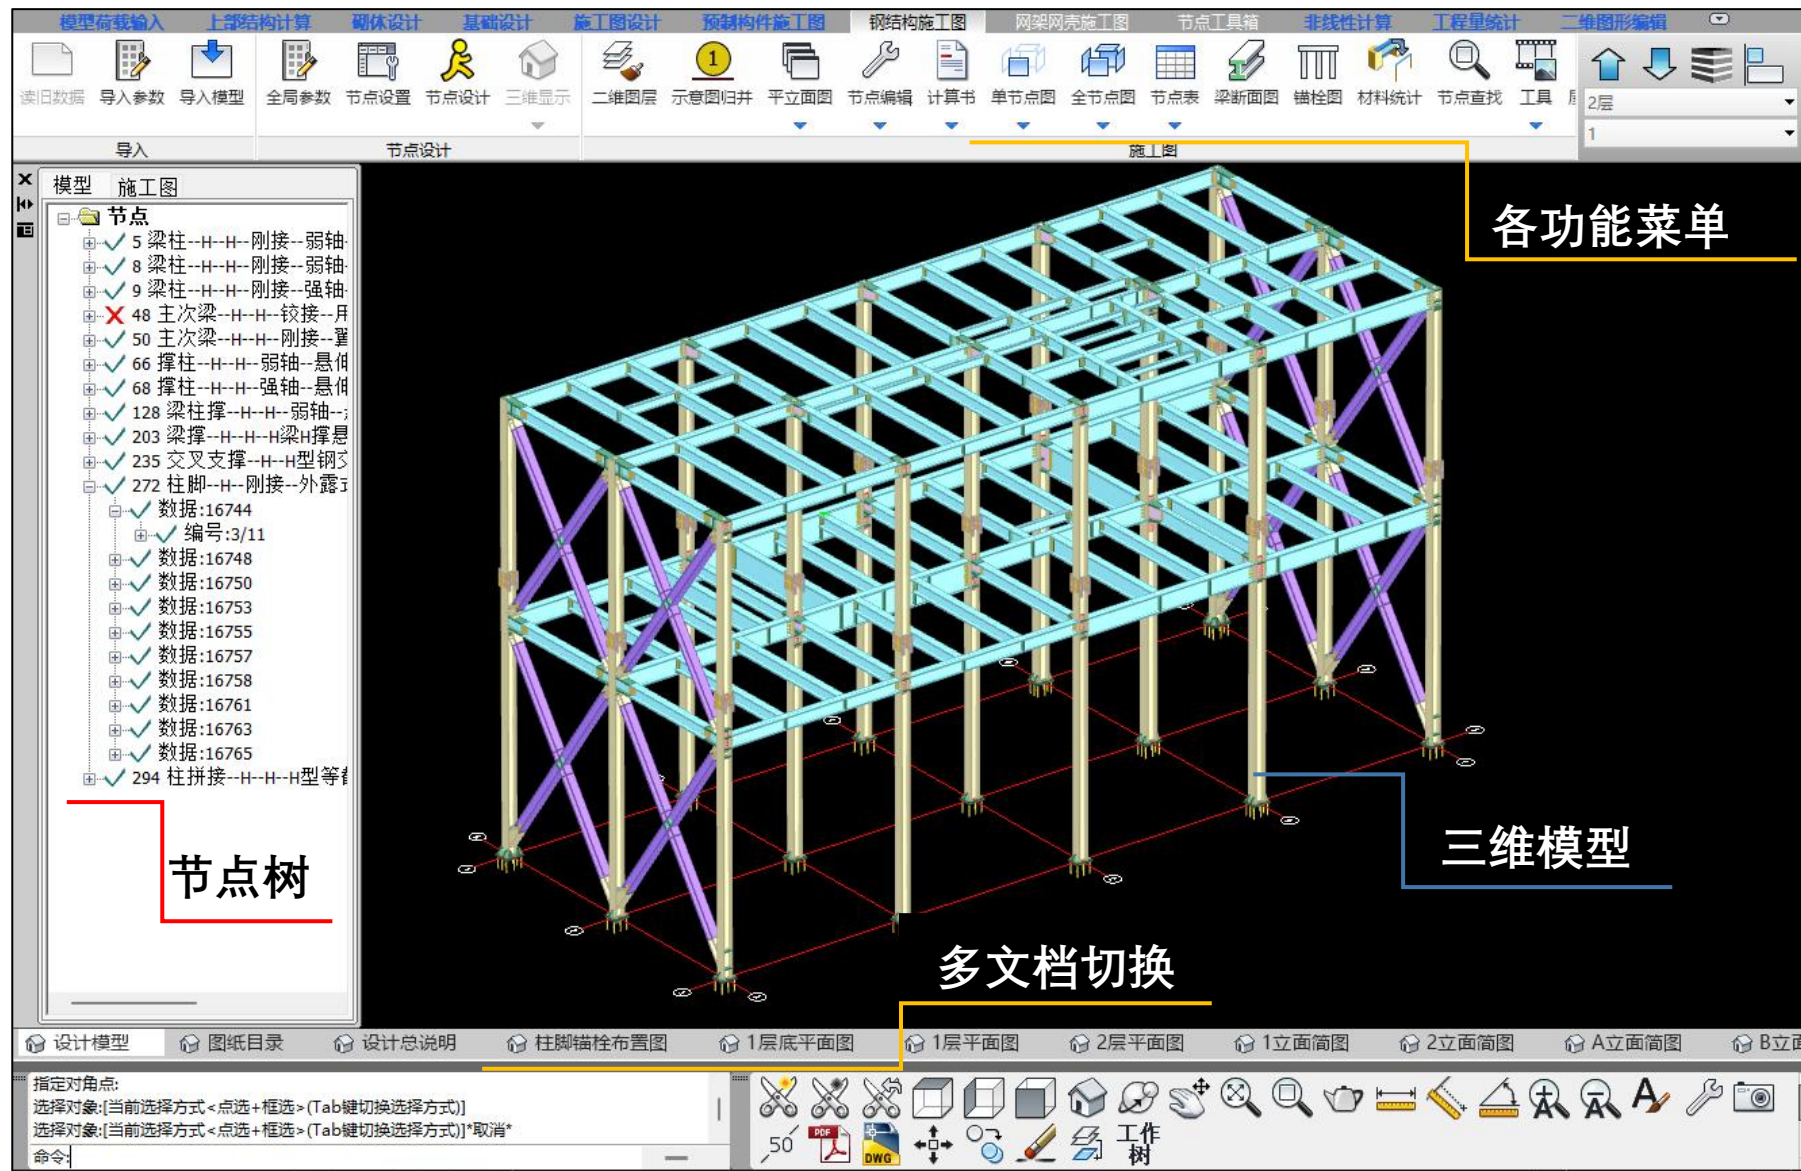 模型荷载输入 上部结构计算 砌体设计 基础设计 施工图设计 预制构件施工图 钢结构施工图 网架网壳施工图 节点工具箱 非线性计算 工程量统计 二维图形编辑
读旧数据 导入参数 导入模型 全局参数 节点设置 节点设计 三维显示 二维图层 示意图归并 平立面图 节点编辑 计算书 单节点图 全节点图 节点表 梁断面图 锚栓图 材料统计 节点查找 工具
1
2层
1
导入 节点设计 施工图
模型 施工图
节点
5 梁柱--H--H--刚接--弱轴-
8 梁柱--H--H--刚接--弱轴-
9 梁柱--H--H--刚接--强轴-
48 主次梁--H--H--铰接--用
50 主次梁--H--H--刚接--翼
66 撑柱--H--H--弱轴--悬伸
68 撑柱--H--H--强轴--悬伸
128 梁柱撑--H--H--弱轴--
203 梁撑--H--H--H梁H撑悬
235 交叉支撑--H--H型钢交
272 柱脚--H--刚接--外露式
数据:16744
编号:3/11
数据:16748
数据:16750
数据:16753
数据:16755
数据:16757
数据:16758
数据:16761
数据:16763
数据:16765
294 柱拼接--H--H--H型等截
各功能菜单
三维模型
节点树
多文档切换
设计模型 图纸目录 设计总说明 柱脚锚栓布置图 1层底平面图 1层平面图 2层平面图 1立面简图 2立面简图 A立面简图 B立面
指定对角点:
选择对象:[当前选择方式<点选+框选>(Tab键切换选择方式)]
选择对象:[当前选择方式<点选+框选>(Tab键切换选择方式)]*取消*
命令:
50 PDF DWG 工作树